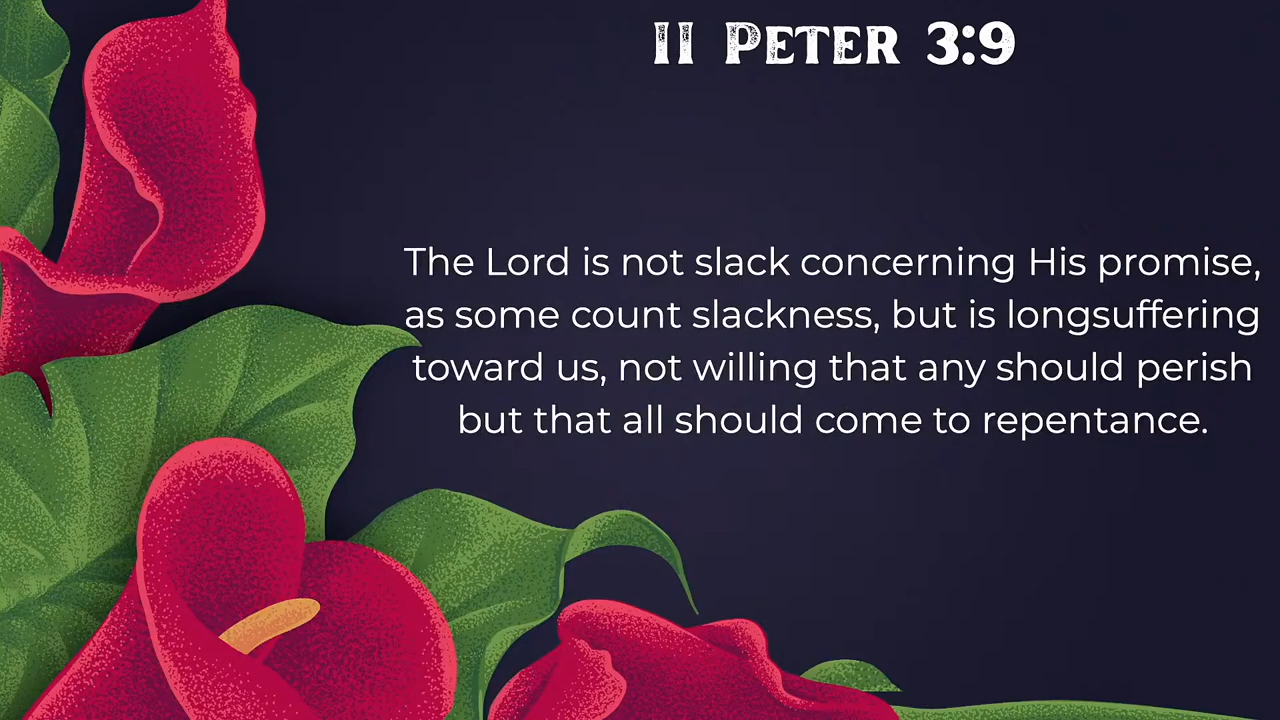 II Peter 3:9
The Lord is not slack concerning His promise,
as some count slackness, but is longsuffering
toward us, not willing that any should perish
but that all should come to repentance.